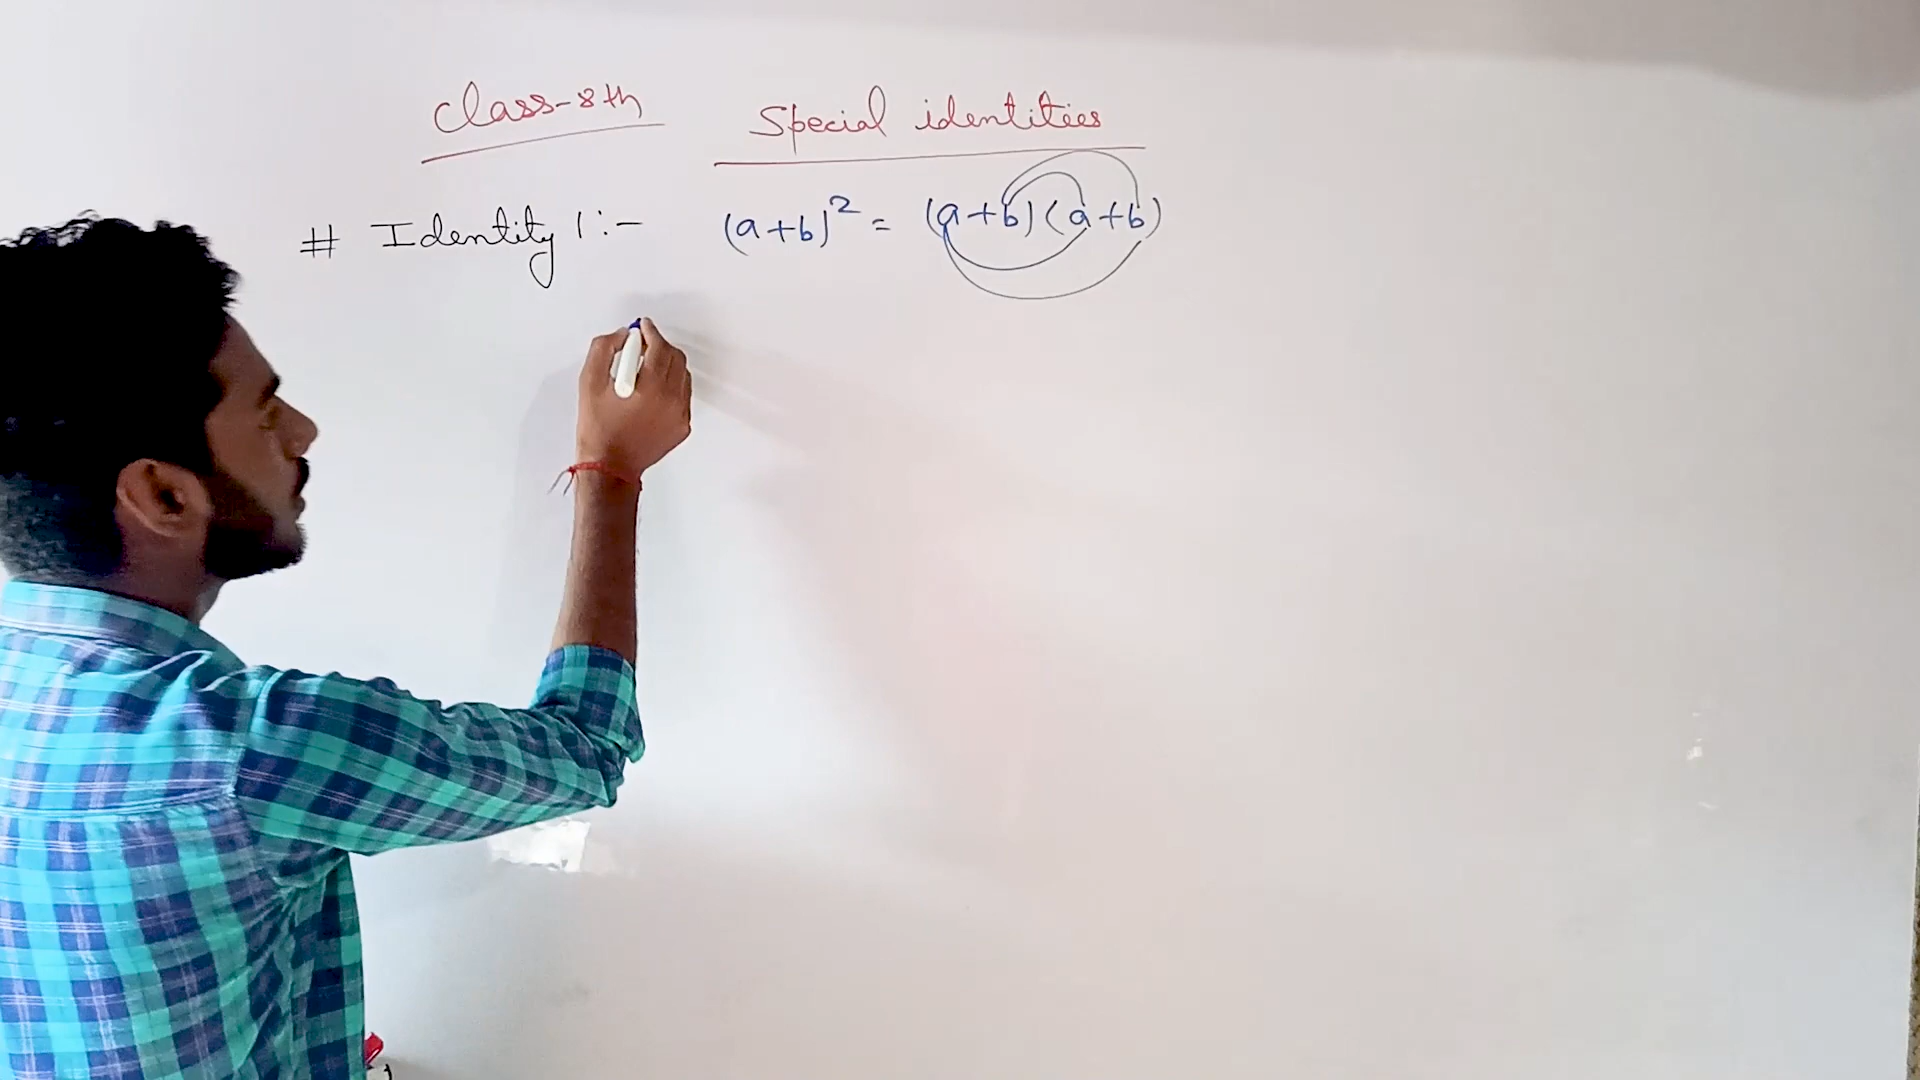 Class-8th Special identities
# Identity 1:- (a+b)² = (a+b)(a+b)